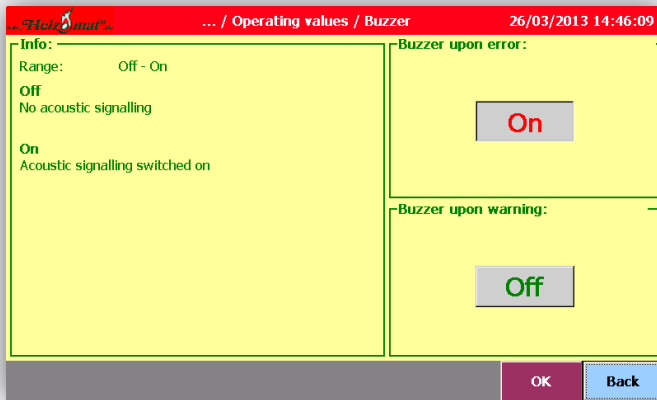 ...Heizomat...
... / Operating values / Buzzer
26/03/2013 14:46:09
Info:
Range: Off - On
Off
No acoustic signalling
On
Acoustic signalling switched on
Buzzer upon error:
On
Buzzer upon warning:
Off
OK
Back